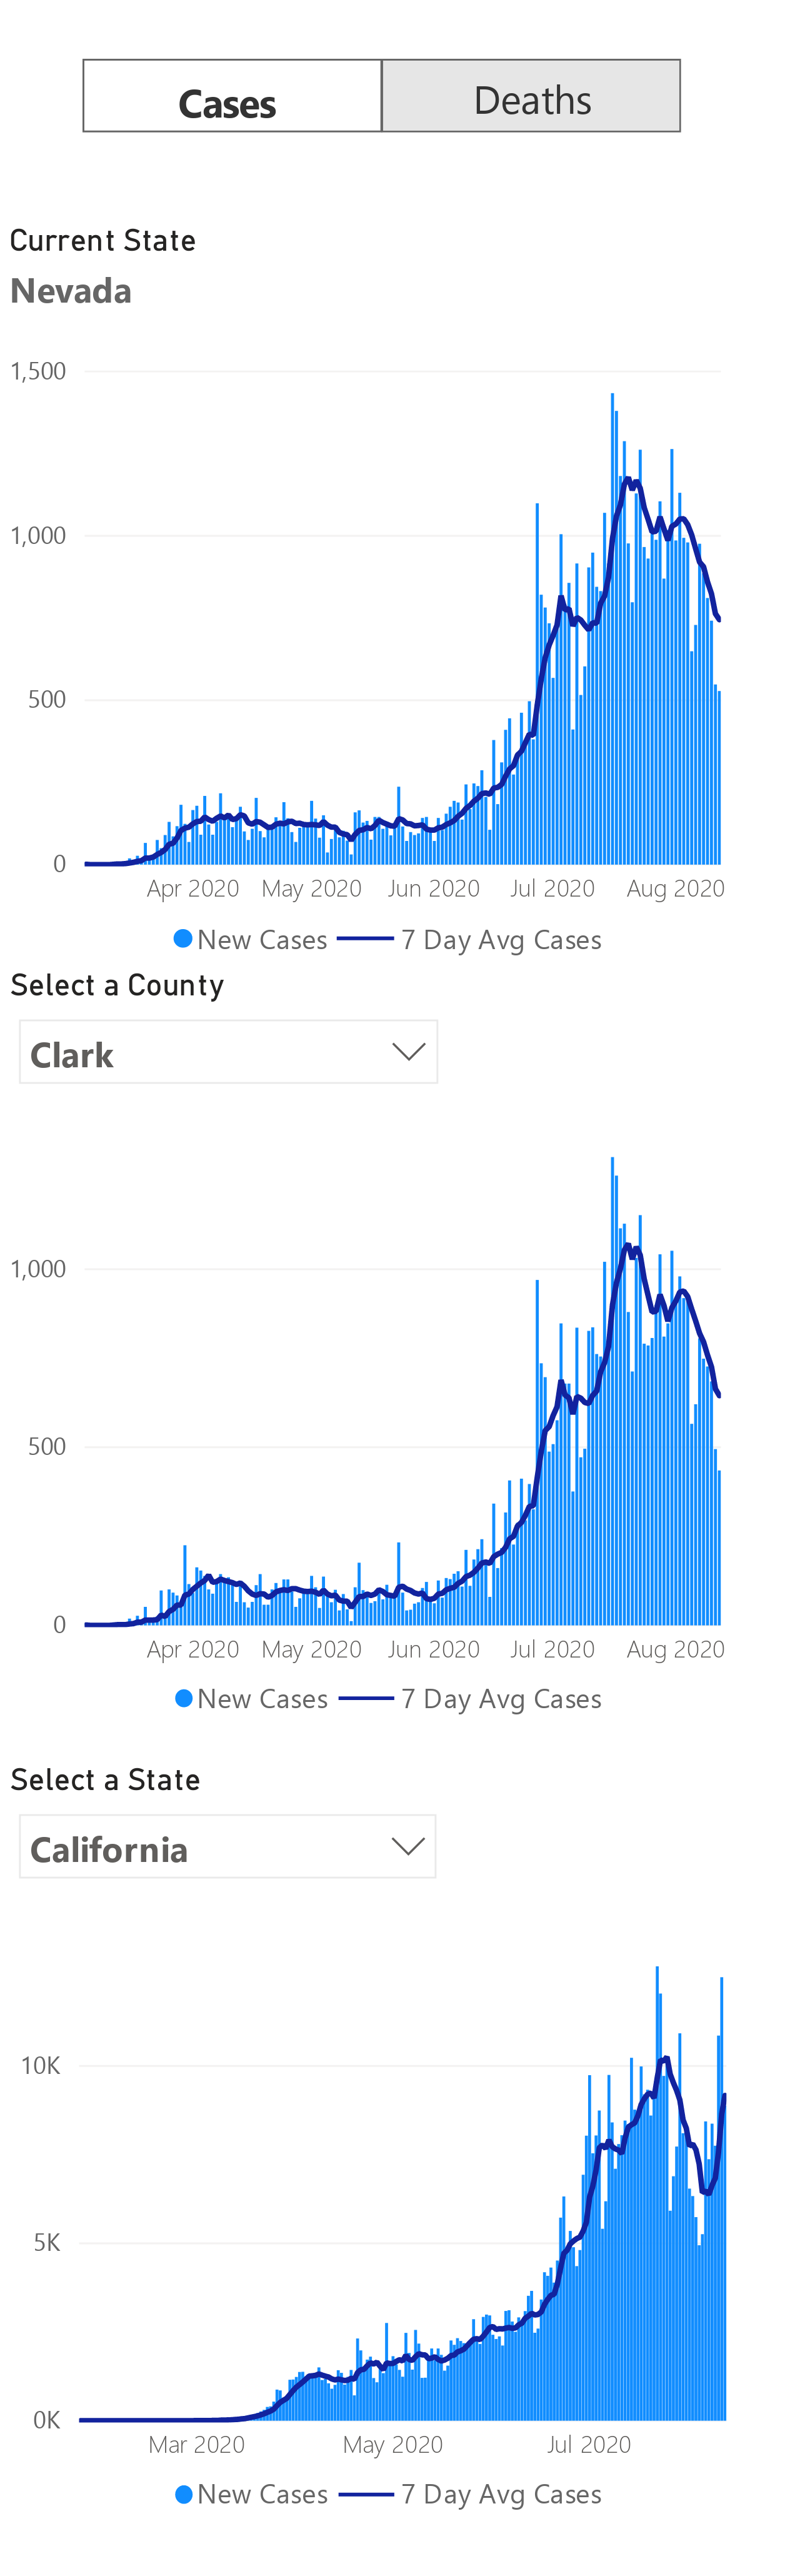 Cases Deaths
Current State
Nevada
1,500
1,000
500
0
Apr 2020 May 2020 Jun 2020 Jul 2020 Aug 2020
New Cases 7 Day Avg Cases
Select a County
Clark
1,000
500
0
Apr 2020 May 2020 Jun 2020 Jul 2020 Aug 2020
New Cases 7 Day Avg Cases
Select a State
California
10K
5K
0K
Mar 2020 May 2020 Jul 2020
New Cases 7 Day Avg Cases